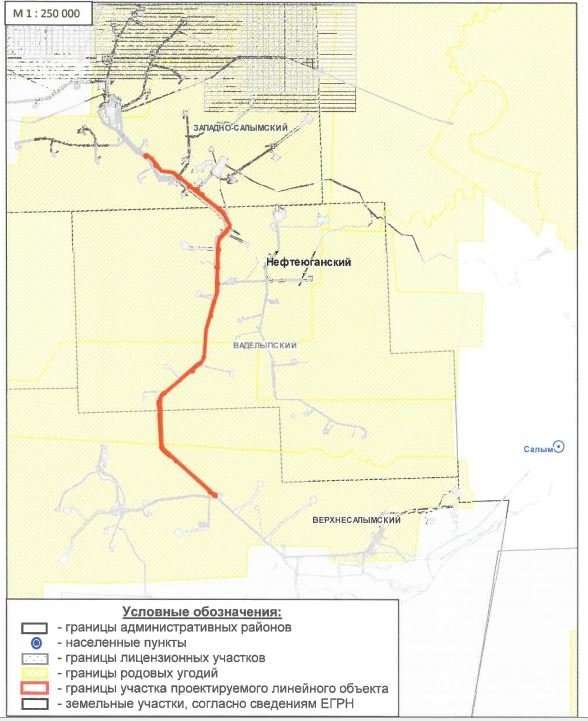 М 1 : 250 000
ЗАПАДНО-САЛЫМСКИЙ
Нефтеюганский
ВАДЕЛЫПСКИЙ
Салым
ВЕРХНЕСАЛЫМСКИЙ
Условные обозначения:
- границы административных районов
- населенные пункты
- границы лицензионных участков
- границы родовых угодий
- границы участка проектируемого линейного объекта
- земельные участки, согласно сведениям ЕГРН